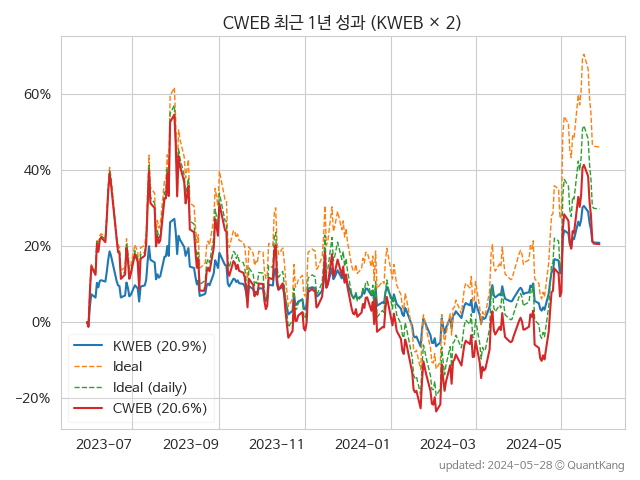 CWEB 최근 1년 성과 (KWEB × 2)
60%
40%
20%
0%
−20%
KWEB (20.9%)
Ideal
Ideal (daily)
CWEB (20.6%)
2023−07 2023−09 2023−11 2024−01 2024−03 2024−05
updated: 2024-05-28 ⓒ QuantKang